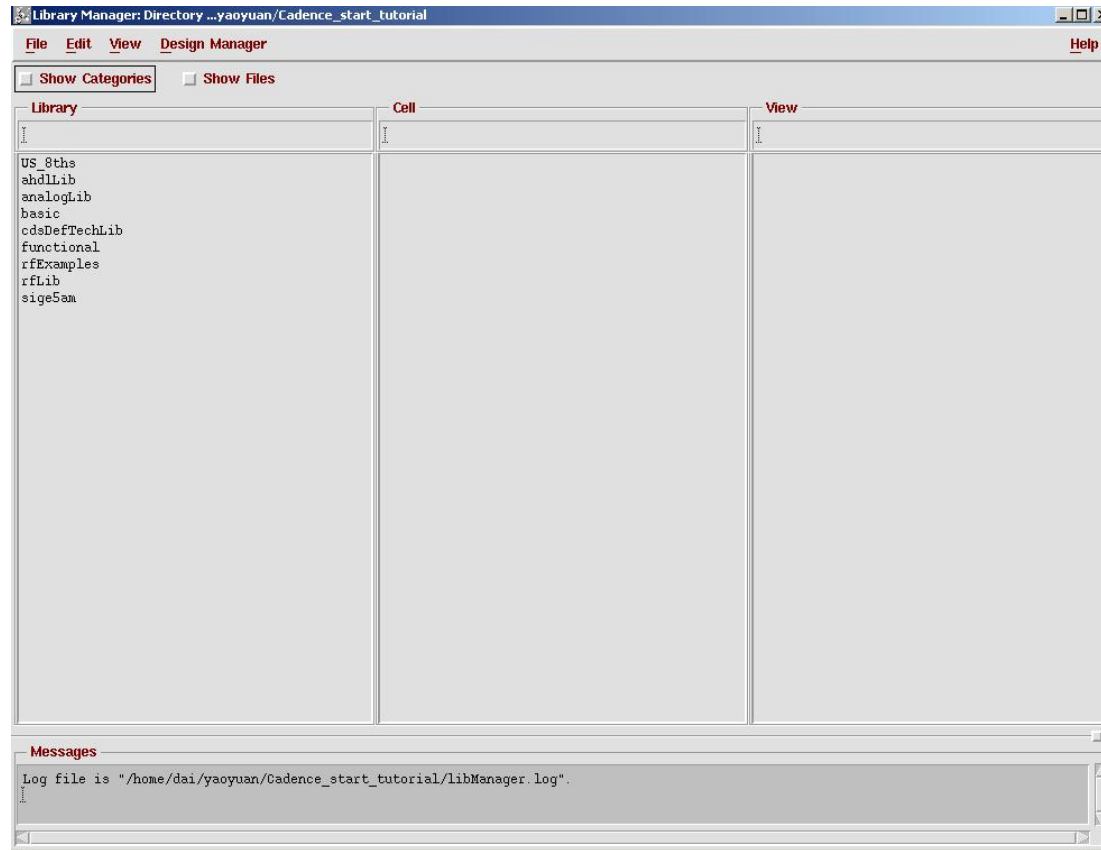 Library Manager: Directory ...yaoyuan/Cadence_start_tutorial
File Edit View Design Manager Help
Show Categories Show Files
Library Cell View
US_8ths
ahdlLib
analogLib
basic
cdsDefTechLib
functional
rfExamples
rfLib
sige5am
Messages
Log file is "/home/dai/yaoyuan/Cadence_start_tutorial/libManager.log".